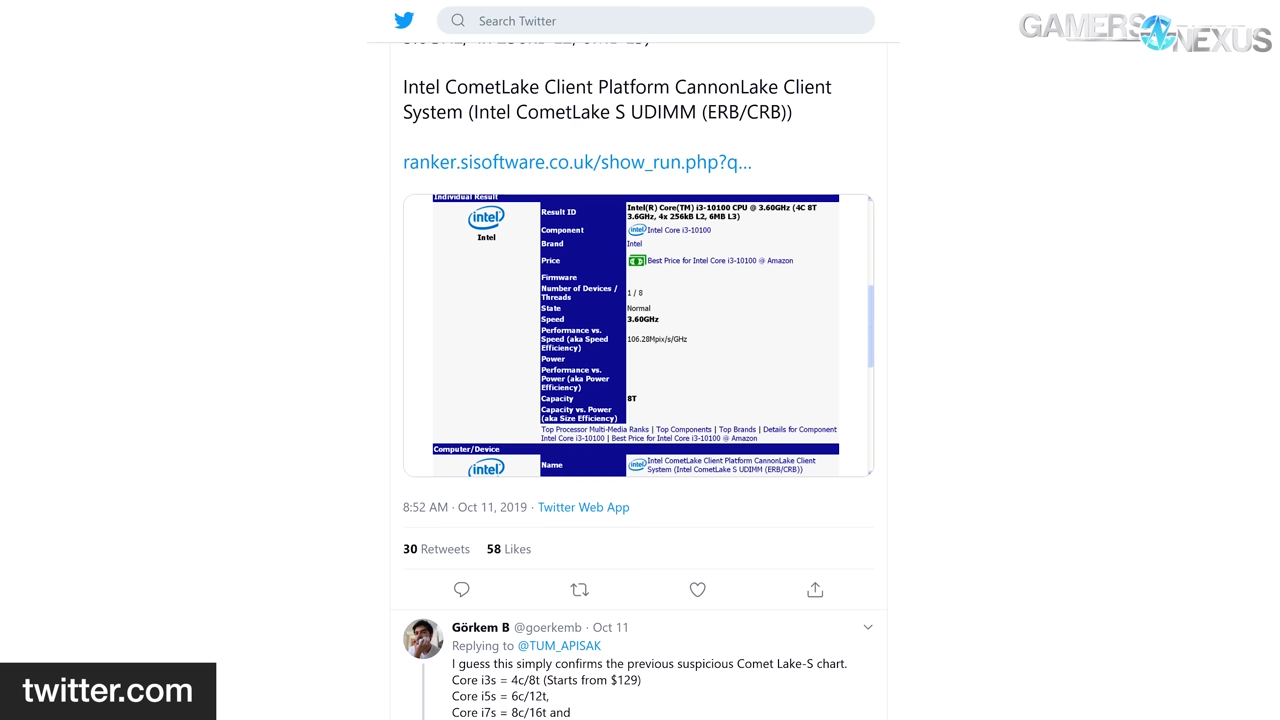 Search Twitter
GAMERS NEXUS
Intel CometLake Client Platform CannonLake Client
System (Intel CometLake S UDIMM (ERB/CRB))
ranker.sisoftware.co.uk/show_run.php?q...
Individual Result
intel
Intel
Result ID
Intel(R) Core(TM) i3-10100 CPU @ 3.60GHz (4C 8T
3.6GHz, 4x 256kB L2, 6MB L3)
Component
intel Intel Core i3-10100
Brand
Intel
Price
Best Price for Intel Core i3-10100 @ Amazon
Firmware
Number of Devices /
Threads
1 / 8
State
Normal
Speed
3.60GHz
Performance vs.
Speed (aka Speed
Efficiency)
106.28Mpix/s/GHz
Power
Performance vs.
Power (aka Power
Efficiency)
Capacity
8T
Capacity vs. Power
(aka Size Efficiency)
Top Processor Multi-Media Ranks | Top Components | Top Brands | Details for Component
Intel Core i3-10100 | Best Price for Intel Core i3-10100 @ Amazon
Computer/Device
intel
Name
intel Intel CometLake Client Platform CannonLake Client
System (Intel CometLake S UDIMM (ERB/CRB))
8:52 AM · Oct 11, 2019 · Twitter Web App
30 Retweets 58 Likes
Görkem B @goerkemb · Oct 11
Replying to @TUM_APISAK
I guess this simply confirms the previous suspicious Comet Lake-S chart.
Core i3s = 4c/8t (Starts from $129)
Core i5s = 6c/12t,
Core i7s = 8c/16t and
twitter.com